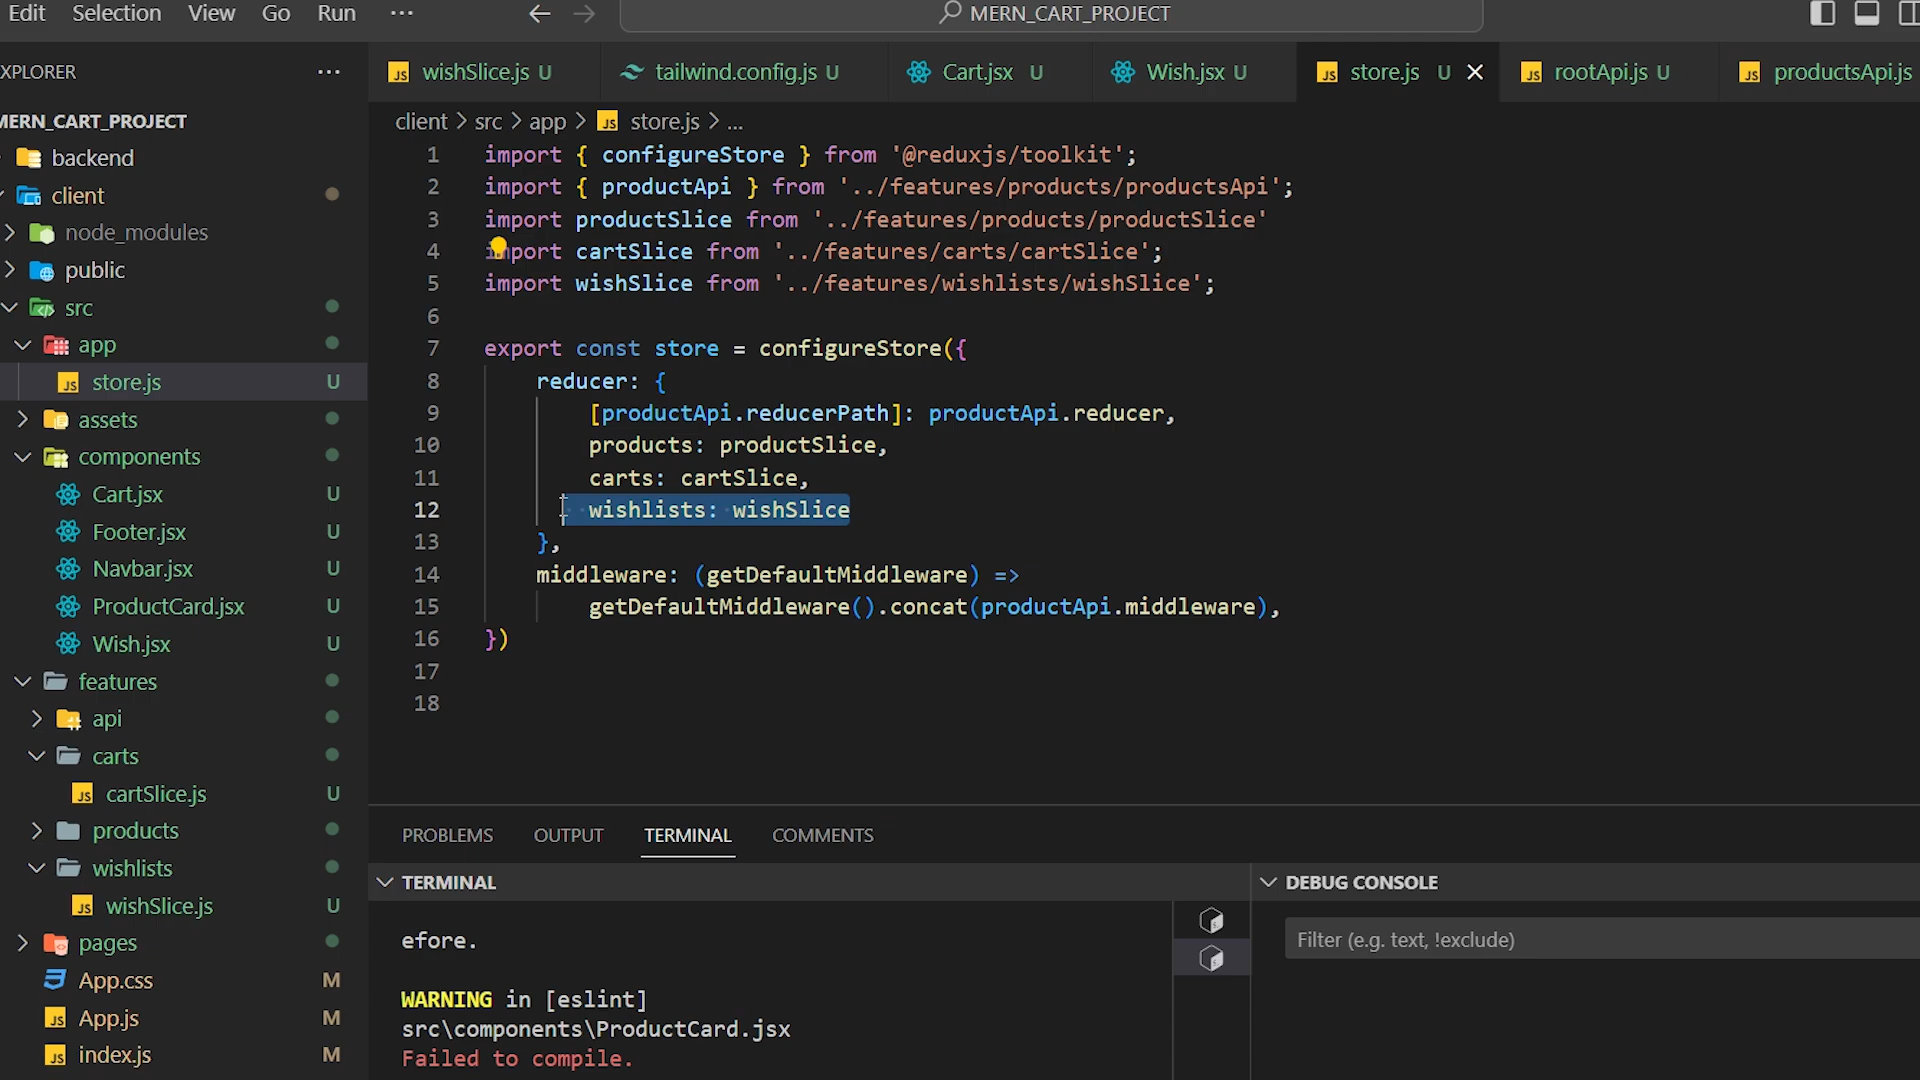 Edit Selection View Go Run ···
MERN_CART_PROJECT
XPLORER ···
MERN_CART_PROJECT
backend
client
node_modules
public
src
app
store.js U
assets
components
Cart.jsx U
Footer.jsx U
Navbar.jsx U
ProductCard.jsx U
Wish.jsx U
features
api
carts
cartSlice.js U
products
wishlists
wishSlice.js U
pages
App.css M
App.js M
index.js M
wishSlice.js U tailwind.config.js U Cart.jsx U Wish.jsx U store.js U rootApi.js U productsApi.js
client > src > app > JS store.js > ...
1 import { configureStore } from '@reduxjs/toolkit';
2 import { productApi } from '../features/products/productsApi';
3 import productSlice from '../features/products/productSlice'
4 import cartSlice from '../features/carts/cartSlice';
5 import wishSlice from '../features/wishlists/wishSlice';
6
7 export const store = configureStore({
8 reducer: {
9 [productApi.reducerPath]: productApi.reducer,
10 products: productSlice,
11 carts: cartSlice,
12 wishlists: wishSlice
13 },
14 middleware: (getDefaultMiddleware) =>
15 getDefaultMiddleware().concat(productApi.middleware),
16 })
17
18
PROBLEMS OUTPUT TERMINAL COMMENTS
TERMINAL
efore.
WARNING in [eslint]
src\components\ProductCard.jsx
Failed to compile.
DEBUG CONSOLE
Filter (e.g. text, !exclude)